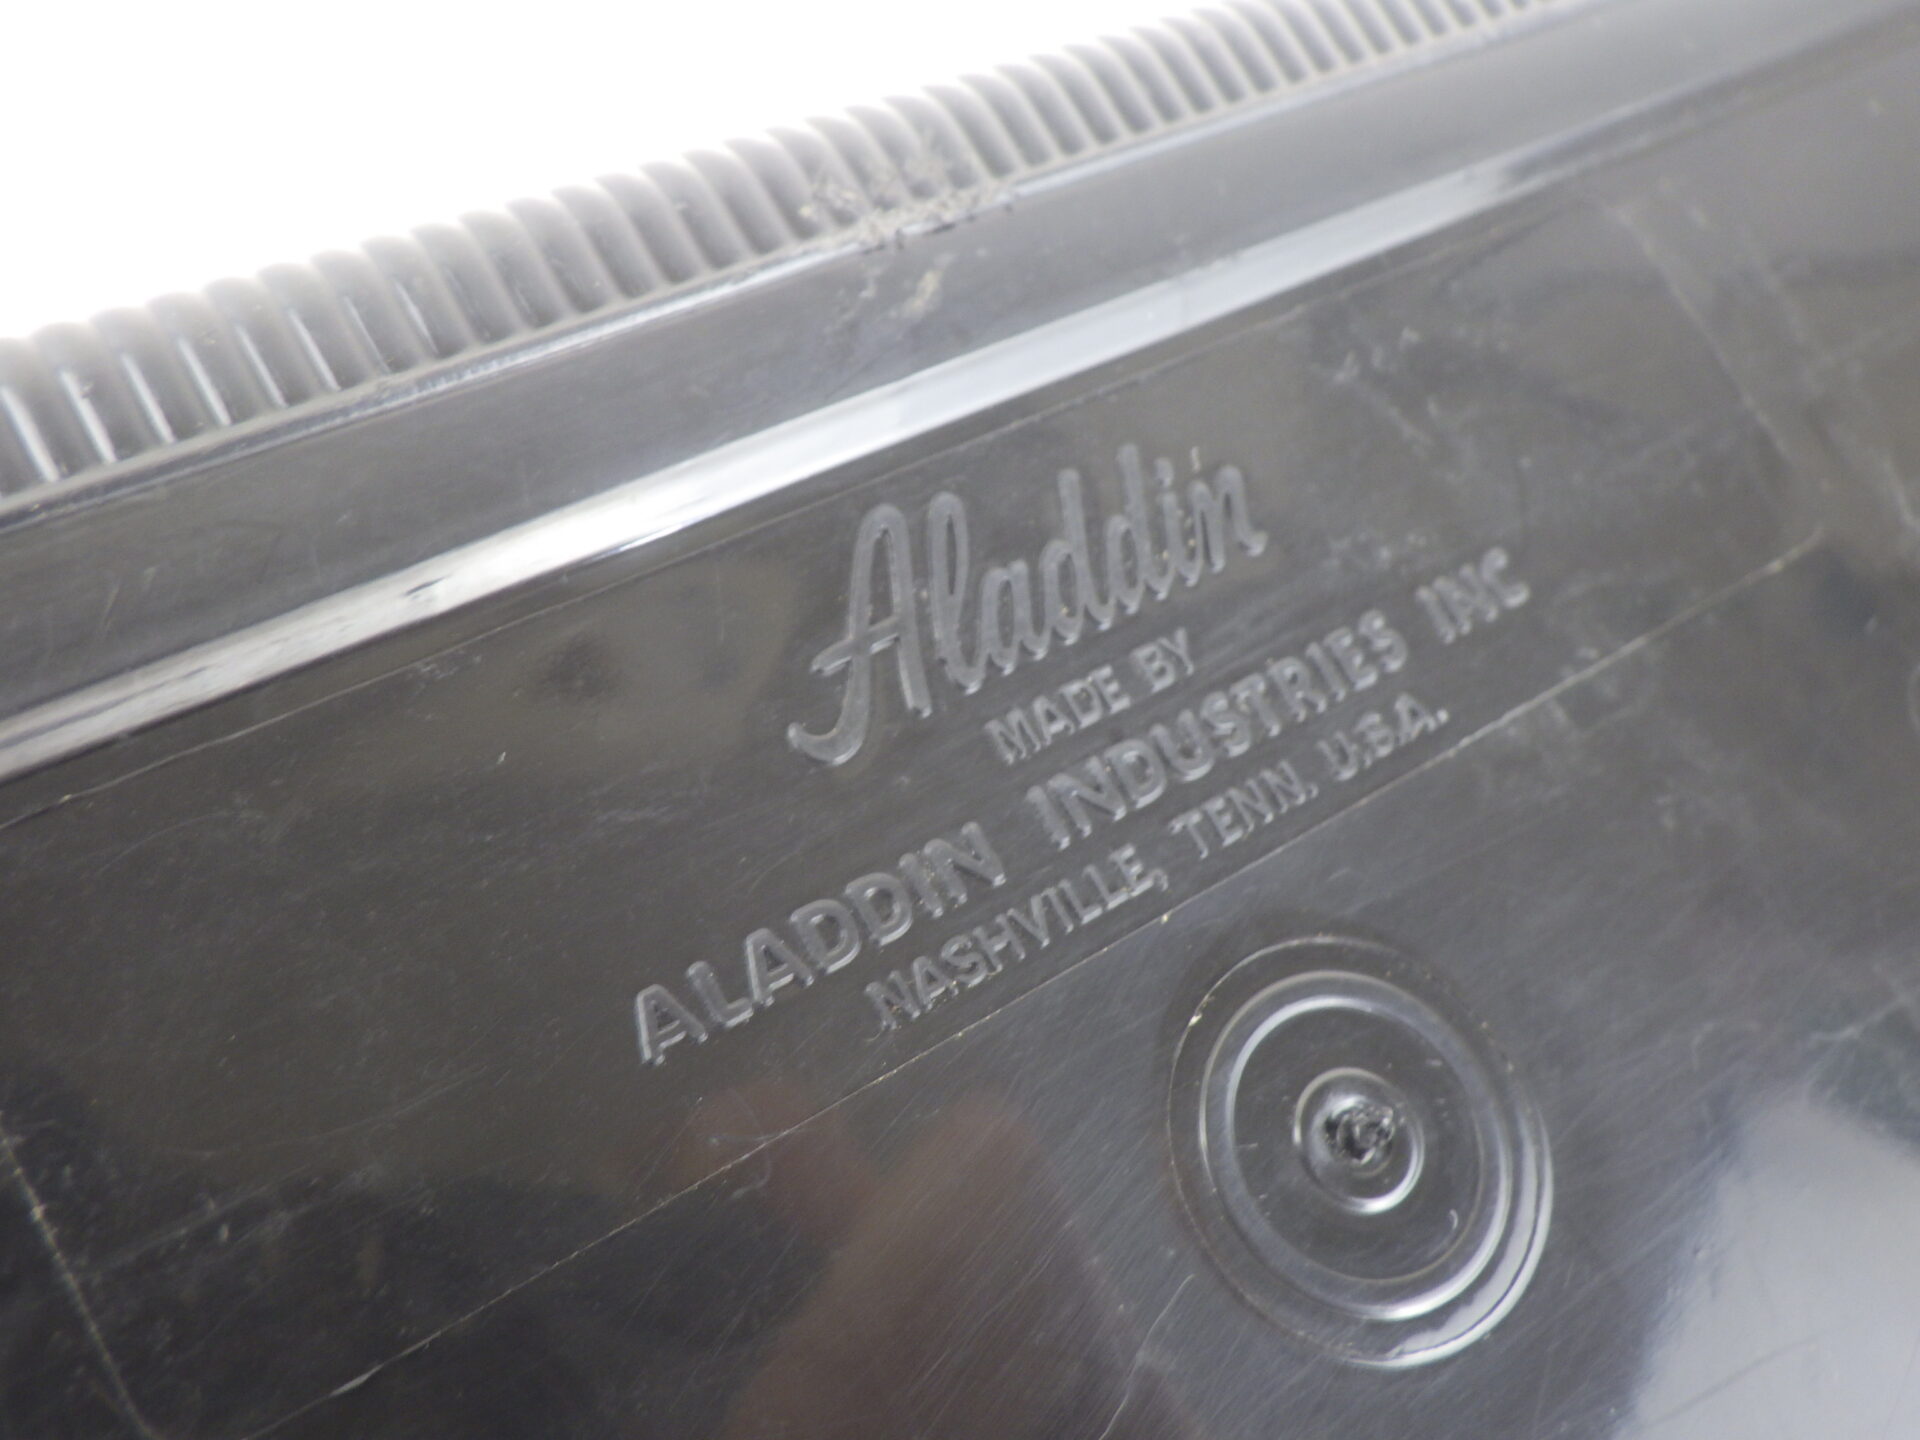 Aladdin
MADE BY
ALADDIN INDUSTRIES INC
NASHVILLE, TENN. U.S.A.